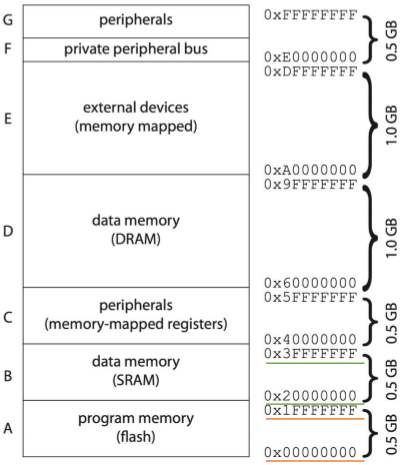 G peripherals 0xFFFFFFFF
F private peripheral bus 0.5 GB
0xE0000000
0xDFFFFFFF
E external devices
(memory mapped) 1.0 GB
0xA0000000
0x9FFFFFFF
D data memory
(DRAM) 1.0 GB
0x60000000
0x5FFFFFFF
C peripherals
(memory-mapped registers) 0.5 GB
0x40000000
0x3FFFFFFF
B data memory
(SRAM) 0.5 GB
0x20000000
0x1FFFFFFF
A program memory
(flash) 0.5 GB
0x00000000